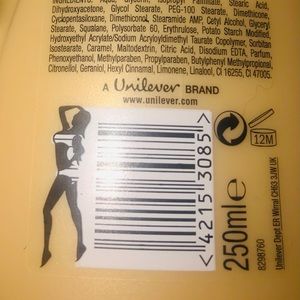 INGREDIENTS: Aqua, Glycerin, Isopropyl Palmitate, Stearic Acid,
Dihydroxyacetone, Glycol Stearate, PEG-100 Stearate, Dimethicone,
Cyclopentasiloxane, Dimethiconol, Stearamide AMP, Cetyl Alcohol, Glyceryl
Stearate, Squalane, Polysorbate 60, Erythrulose, Potato Starch Modified,
Hydroxyethyl Acrylate/Sodium Acryloyldimethyl Taurate Copolymer, Sorbitan
Isostearate, Caramel, Maltodextrin, Citric Acid, Disodium EDTA, Parfum,
Phenoxyethanol, Methylparaben, Propylparaben, Butylphenyl Methylpropional,
Citronellol, Geraniol, Hexyl Cinnamal, Limonene, Linalool, CI 16255, CI 47005.
A Unilever BRAND
www.unilever.com
< 42153085 >
12M
250ml e
Unilever Dept ER Wirral CH63 3JW UK
8298760